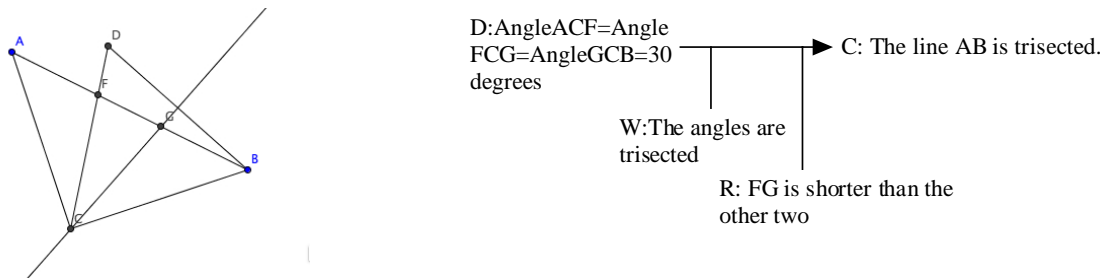 A
D
F
G
B
C
D:AngleACF=Angle
FCG=AngleGCB=30
degrees
C: The line AB is trisected.
W:The angles are
trisected
R: FG is shorter than the
other two